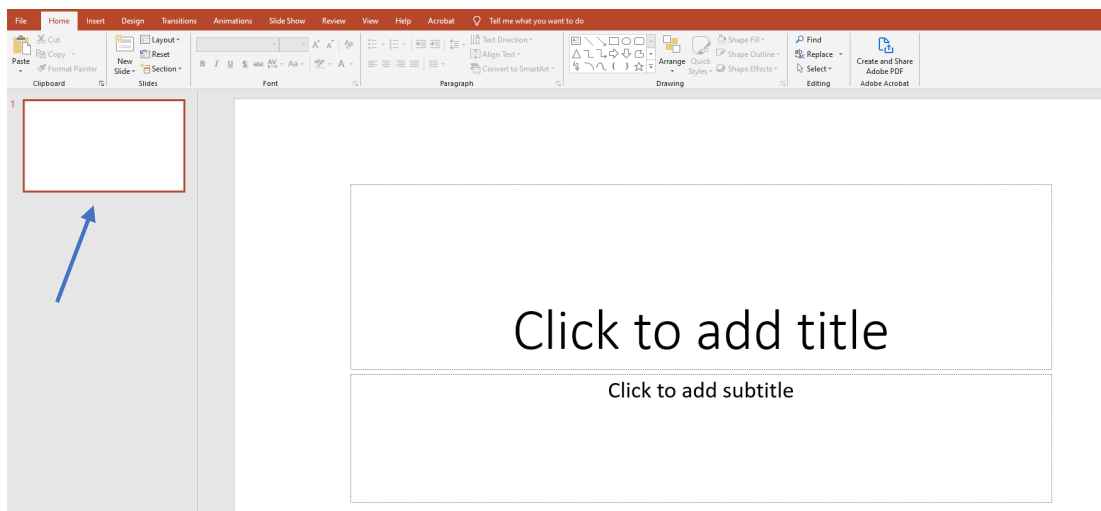 File Home Insert Design Transitions Animations Slide Show Review View Help Acrobat Tell me what you want to do
Paste
Cut
Copy
Format Painter
Clipboard
New
Slide
Layout
Reset
Section
Slides
B I U S abc AV Aa A
Font
Text Direction
Align Text
Convert to SmartArt
Paragraph
Arrange
Quick
Styles
Shape Fill
Shape Outline
Shape Effects
Drawing
Find
Replace
Select
Editing
Create and Share
Adobe PDF
Adobe Acrobat
1
Click to add title
Click to add subtitle